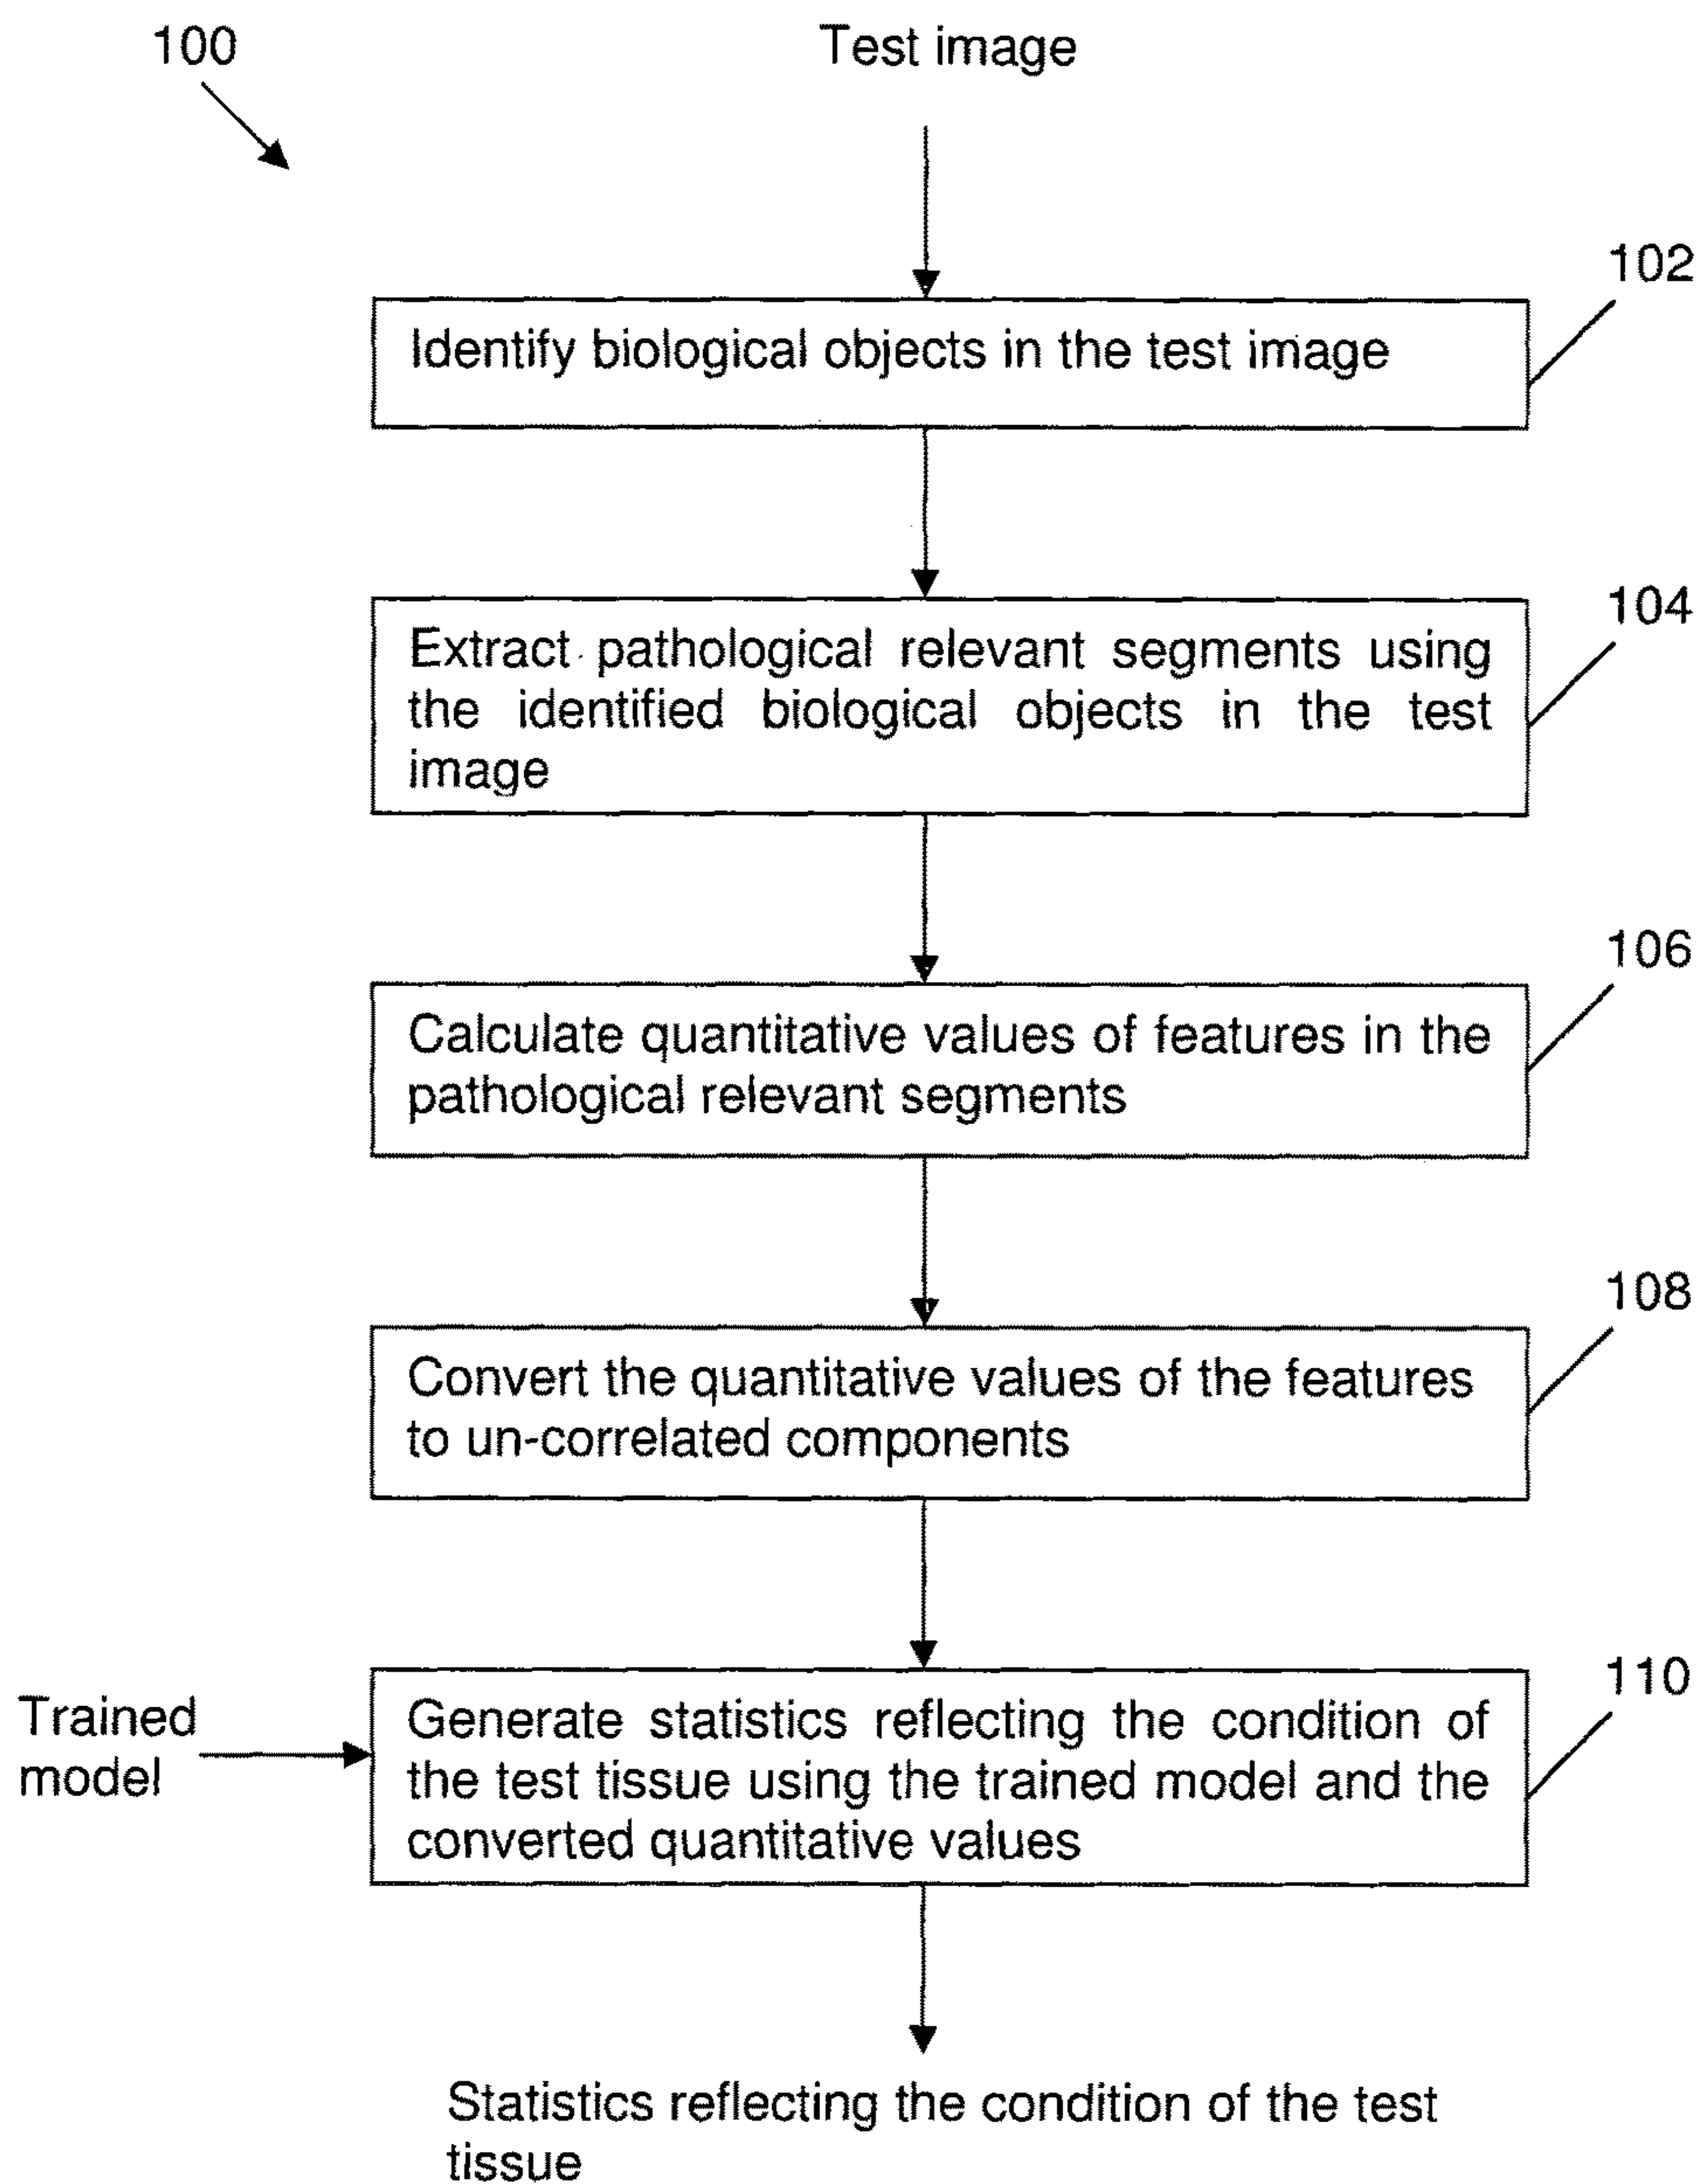 100
Test image
102
Identify biological objects in the test image
104
Extract pathological relevant segments using
the identified biological objects in the test
image
106
Calculate quantitative values of features in the
pathological relevant segments
108
Convert the quantitative values of the features
to un-correlated components
110
Trained
model
Generate statistics reflecting the condition of
the test tissue using the trained model and the
converted quantitative values
Statistics reflecting the condition of the test
tissue